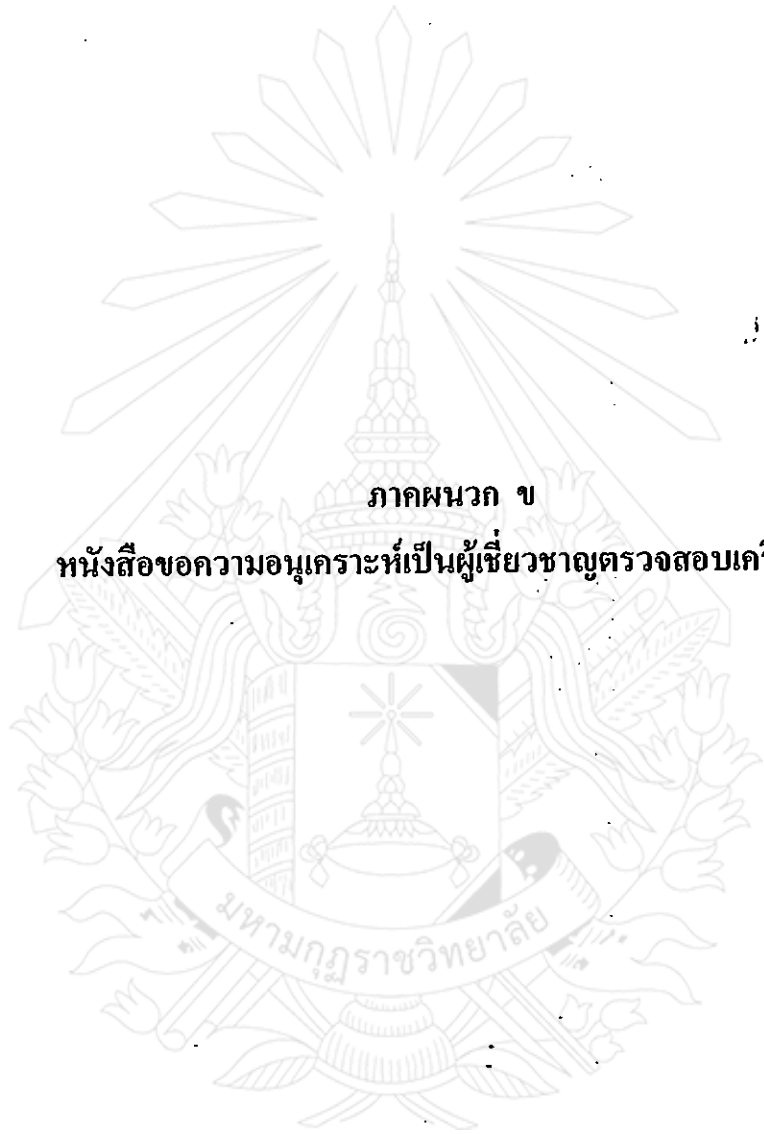 ภาคผนวก ข
หนังสือขอความอนุเคราะห์เป็นผู้เชี่ยวชาญตรวจสอบ
มหามกุฏราชวิทยาลัย